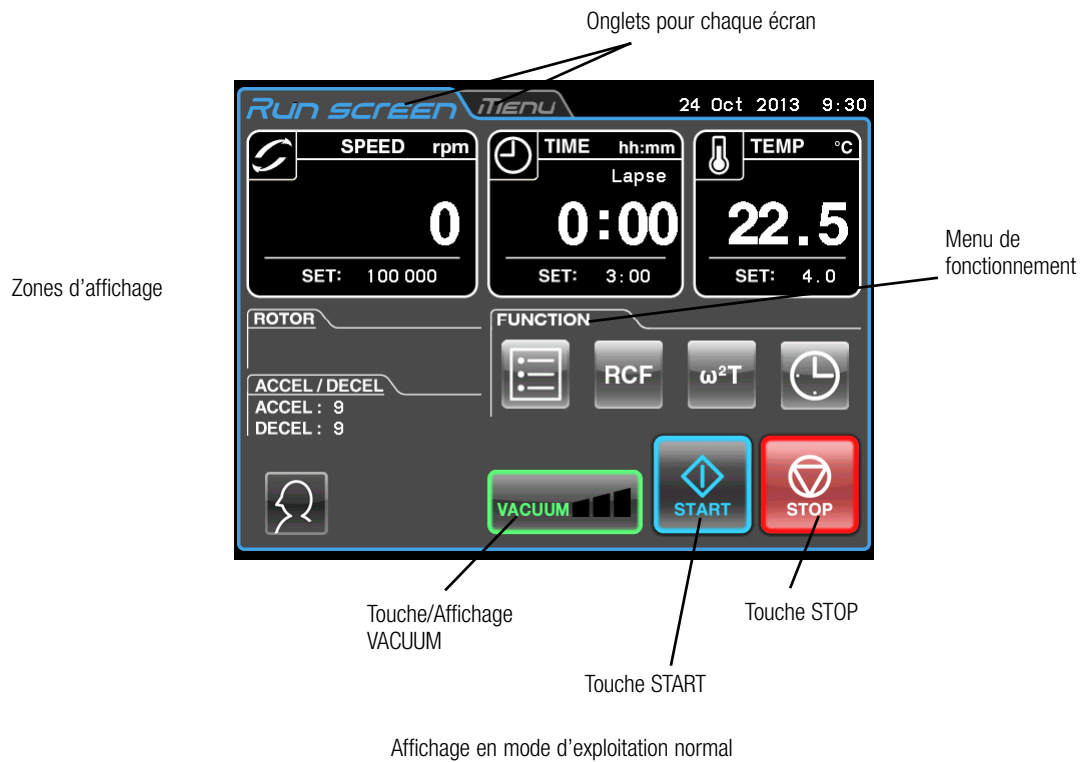 Onglets pour chaque écran
Run screen Menu 24 Oct 2013 9:30
SPEED rpm
0
SET: 100 000
TIME hh:mm
Lapse
0:00
SET: 3:00
TEMP °C
22.5
SET: 4.0
Menu de
fonctionnement
Zones d'affichage
ROTOR
FUNCTION
RCF
ω²T
ACCEL / DECEL
ACCEL : 9
DECEL : 9
VACUUM
START
STOP
Touche/Affichage
VACUUM
Touche STOP
Touche START
Affichage en mode d'exploitation normal